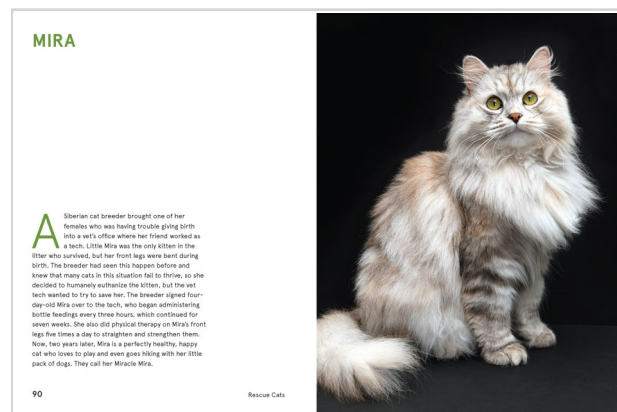 MIRA
A Siberian cat breeder brought one of her
females who was having trouble giving birth
into a vet's office where her friend worked as
a tech. Little Mira was the only kitten in the
litter who survived, but her front legs were bent during
birth. The breeder had seen this happen before and
knew that many cats in this situation fail to thrive, so she
decided to humanely euthanize the kitten, but the vet
tech wanted to try to save her. The breeder signed four-
day-old Mira over to the tech, who began administering
bottle feedings every three hours, which continued for
seven weeks. She also did physical therapy on Mira's front
legs five times a day to straighten and strengthen them.
Now, two years later, Mira is a perfectly healthy, happy
cat who loves to play and even goes hiking with her little
pack of dogs. They call her Miracle Mira.
90
Rescue Cats